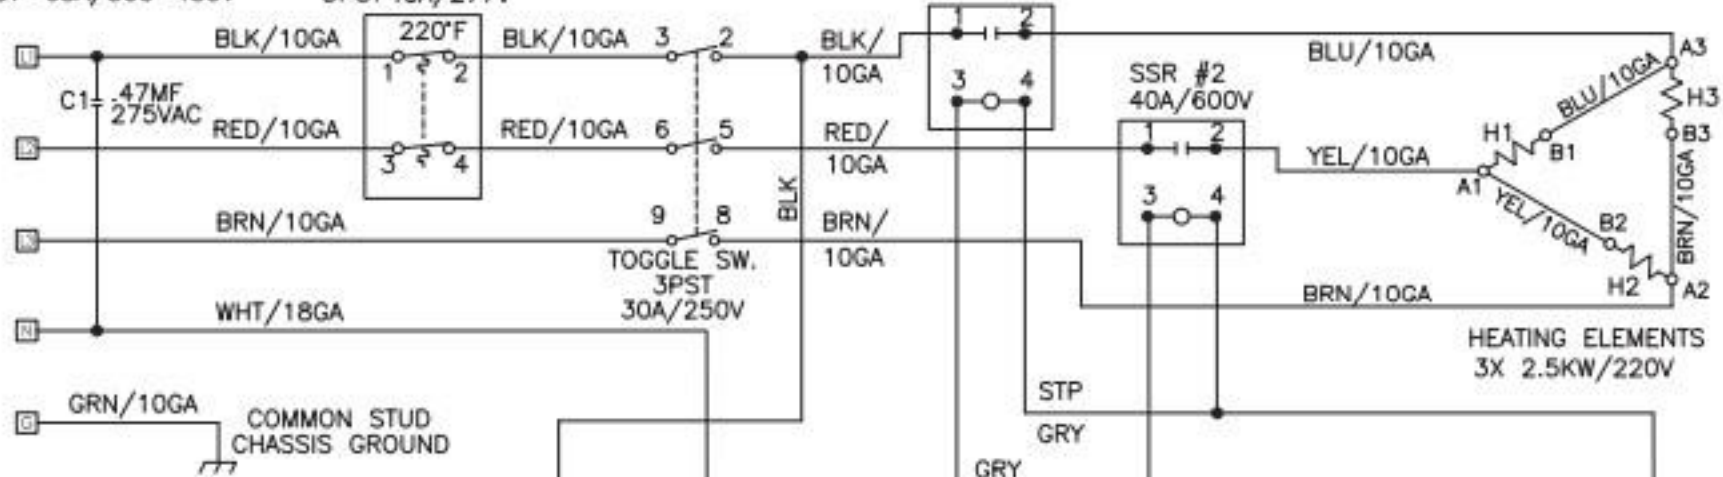 L1
BLK/10GA
220°F
1
2
BLK/10GA
3
2
BLK/
10GA
1
2
3
4
BLU/10GA
A3
BLU/10GA
H3
C1
.47MF
275VAC
SSR #2
40A/600V
RED/10GA
3
4
RED/10GA
6
5
RED/
10GA
1
2
3
4
YEL/10GA
H1
B1
B3
A1
YEL/10GA
B2
BRN/10GA
BLK
BRN/10GA
9
8
BRN/
10GA
TOGGLE SW.
3PST
30A/250V
H2
A2
BRN/10GA
N
WHT/18GA
HEATING ELEMENTS
3X 2.5KW/220V
G
GRN/10GA
COMMON STUD
CHASSIS GROUND
STP
GRY
GRY